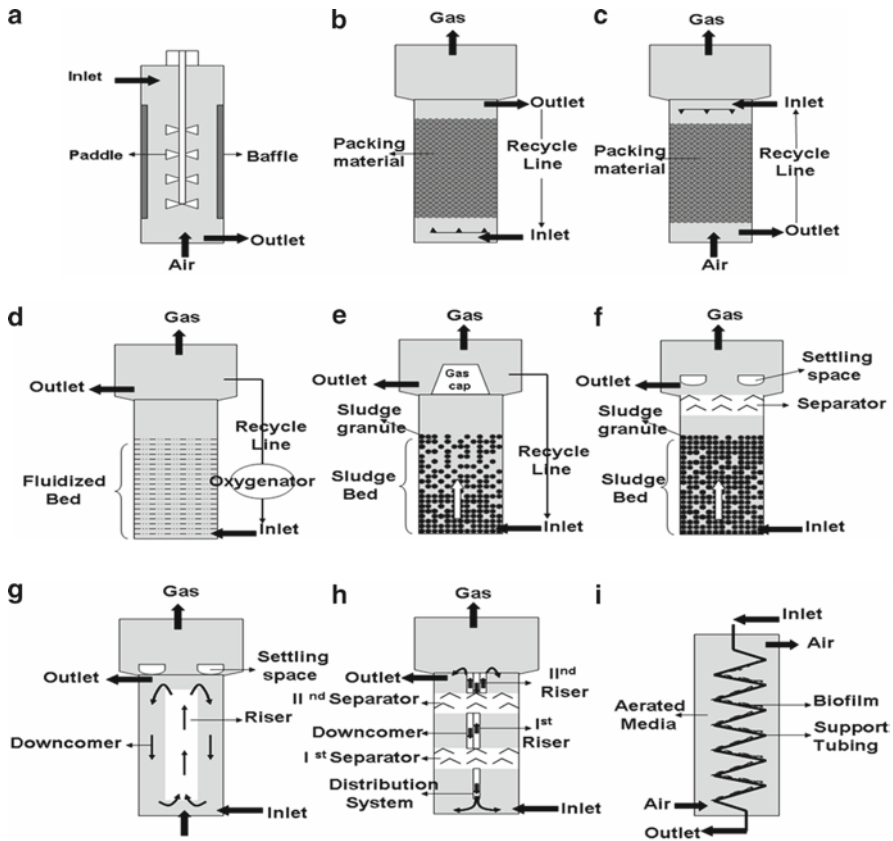 a
Inlet
Paddle
Baffle
Outlet
Air
b
Gas
Outlet
Packing
material
Recycle
Line
Inlet
c
Gas
Inlet
Packing
material
Recycle
Line
Outlet
Air
d
Gas
Outlet
Recycle
Line
Fluidized
Bed
Oxygenator
Inlet
e
Gas
Gas
cap
Outlet
Sludge
granule
Recycle
Line
Sludge
Bed
Inlet
f
Gas
Settling
space
Outlet
Separator
Sludge
granule
Sludge
Bed
Inlet
g
Gas
Settling
space
Outlet
Riser
Downcomer
Inlet
h
Gas
Outlet
IInd
Riser
II nd Separator
Ist
Riser
Downcomer
I st Separator
Distribution
System
Inlet
i
Inlet
Air
Aerated
Media
Biofilm
Support
Tubing
Air
Outlet